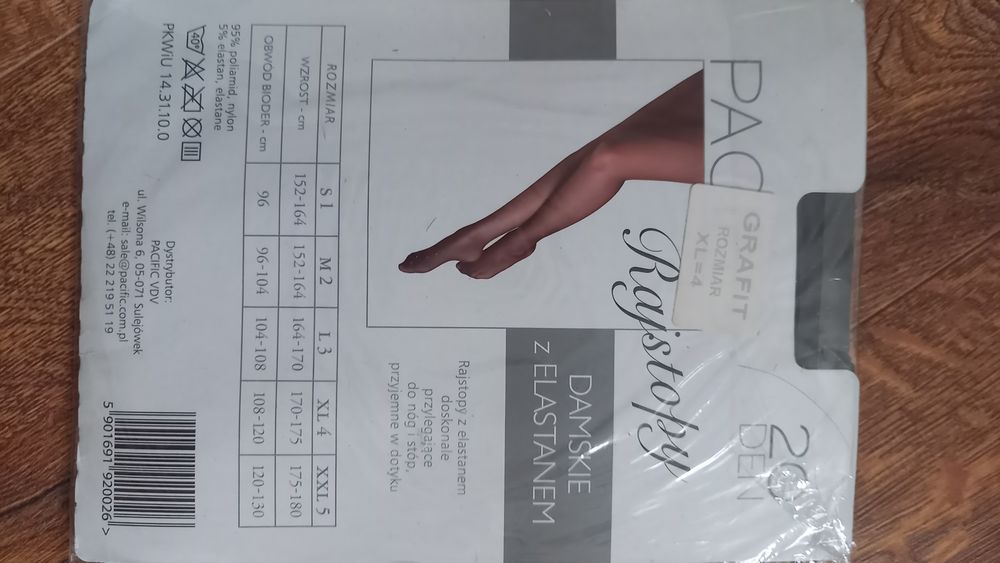 PAC
GRAFIT
ROZMIAR
XL=4
20
DEN
Rajstopy
DAMSKIE
Z ELASTANEM
Rajstopy z elastanem
doskonale
przylegające
do nóg i stóp,
przyjemne w dotyku
ROZMIAR S 1 M 2 L 3 XL 4 XXL 5
WZROST - cm 152-164 152-164 164-170 170-175 175-180
OBWÓD BIODER - cm 96 96-104 104-108 108-120 120-130
95% poliamid, nylon
5% elastan, elastane
40°
PKWiU 14.31.10.0
Dystrybutor:
PACIFIC VDV
ul. Wilsona 6, 05-071 Sulejówek
e-mail: sale@pacific.com.pl
tel. (+48) 22 219 51 19
5 901691 920026 >